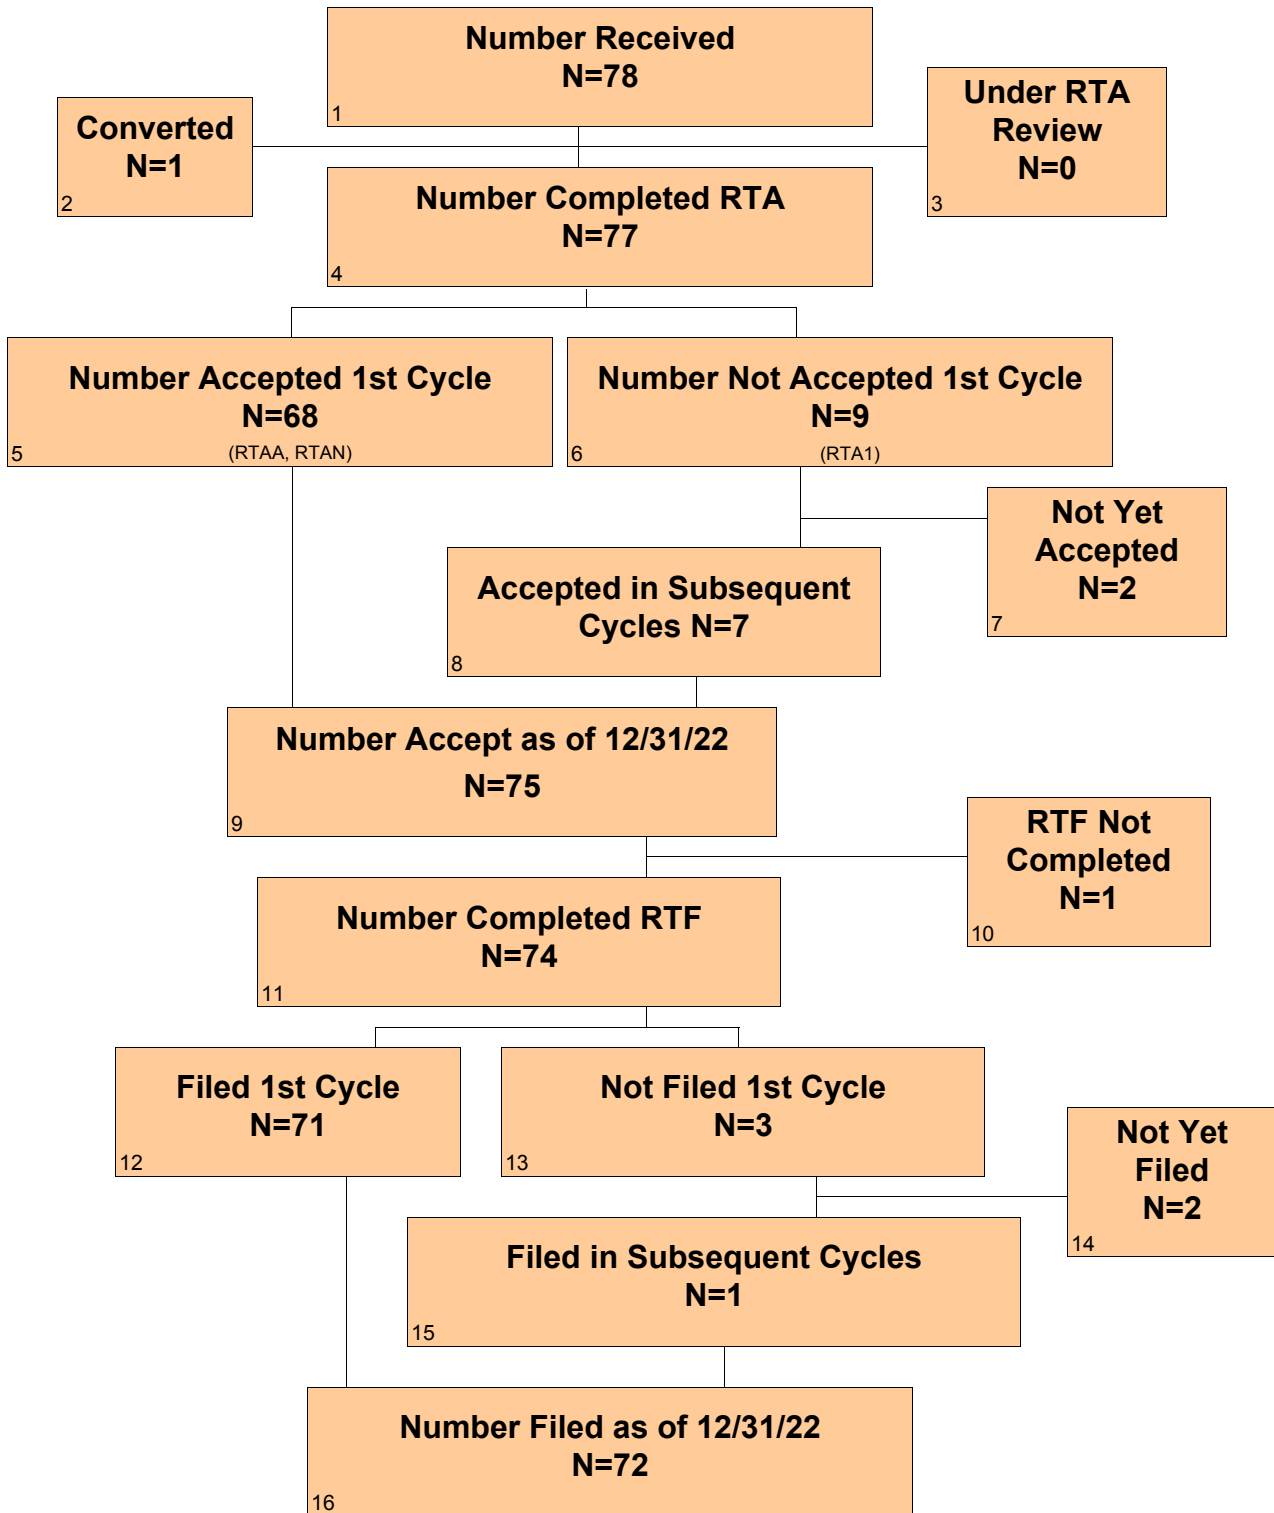 Number Received
N=78
1
Converted
N=1
2
Under RTA
Review
N=0
3
Number Completed RTA
N=77
4
Number Accepted 1st Cycle
N=68
(RTAA, RTAN)
5
Number Not Accepted 1st Cycle
N=9
(RTA1)
6
Not Yet
Accepted
N=2
7
Accepted in Subsequent
Cycles N=7
8
Number Accept as of 12/31/22
N=75
9
RTF Not
Completed
N=1
10
Number Completed RTF
N=74
11
Filed 1st Cycle
N=71
12
Not Filed 1st Cycle
N=3
13
Not Yet
Filed
N=2
14
Filed in Subsequent Cycles
N=1
15
Number Filed as of 12/31/22
N=72
16